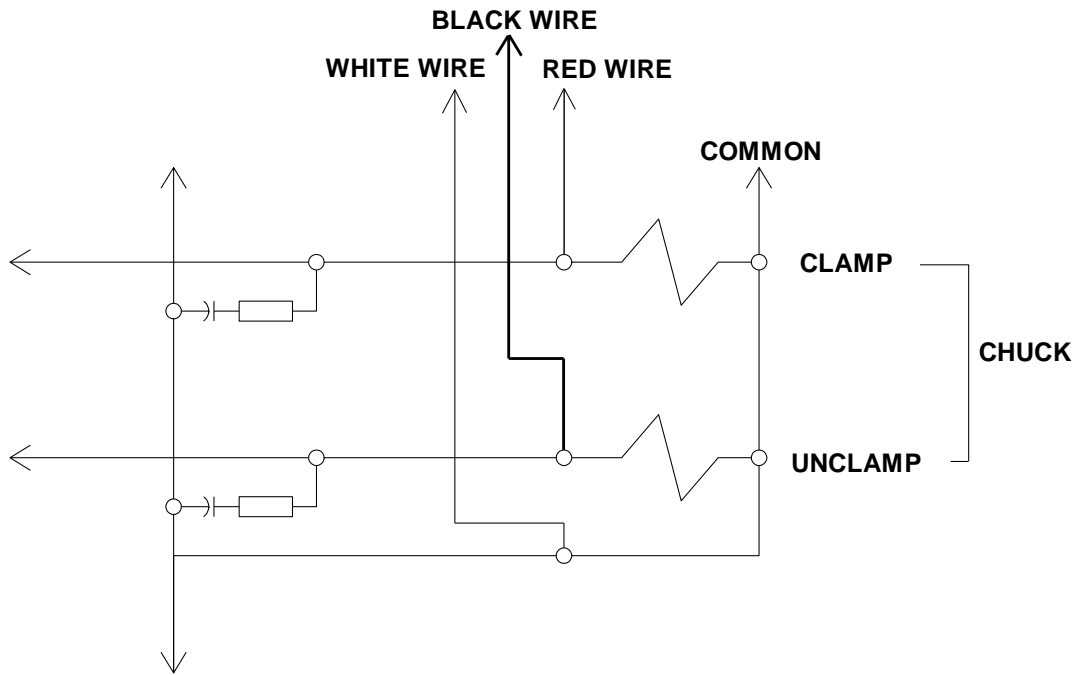 BLACK WIRE
WHITE WIRE
RED WIRE
COMMON
CLAMP
CHUCK
UNCLAMP